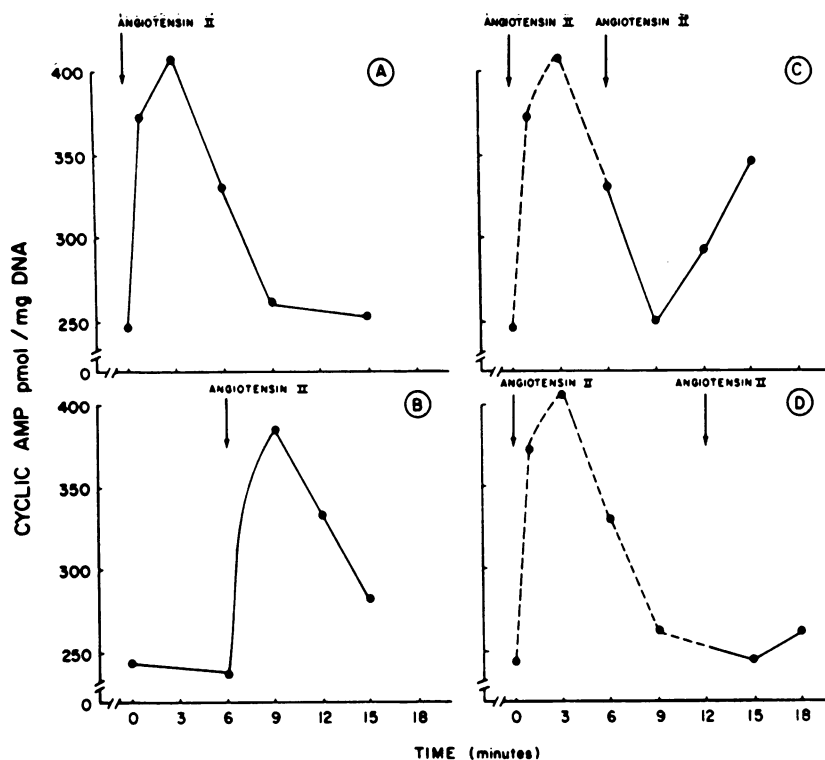 ANGIOTENSIN II
A
400
350
300
250
0
ANGIOTENSIN II ANGIOTENSIN II
C
ANGIOTENSIN II
B
400
350
300
250
0
0 3 6 9 12 15 18
ANGIOTENSIN II ANGIOTENSIN II
D
0 3 6 9 12 15 18
CYCLIC AMP pmol/mg DNA
TIME (minutes)